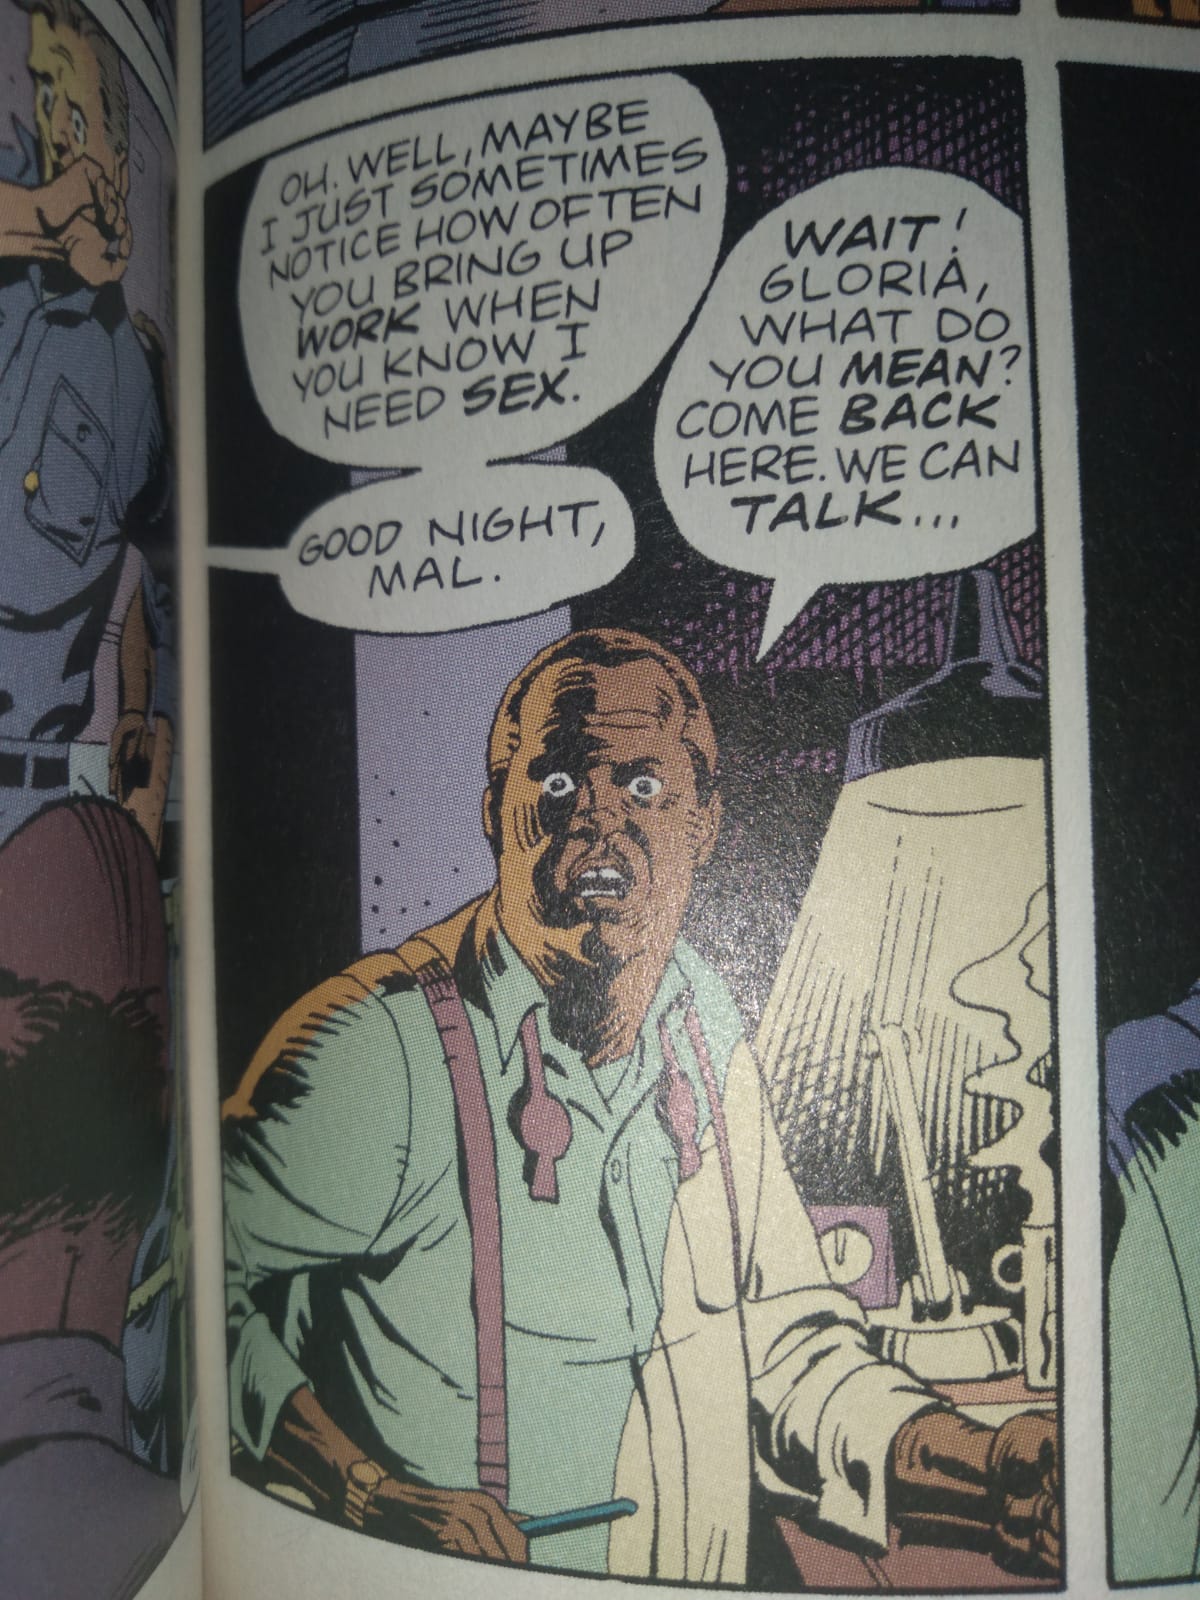 OH. WELL, MAYBE
I JUST SOMETIMES
NOTICE HOW OFTEN
YOU BRING UP
WORK WHEN
YOU KNOW I
NEED SEX.
GOOD NIGHT,
MAL.
WAIT!
GLORIA,
WHAT DO
YOU MEAN?
COME BACK
HERE. WE CAN
TALK...